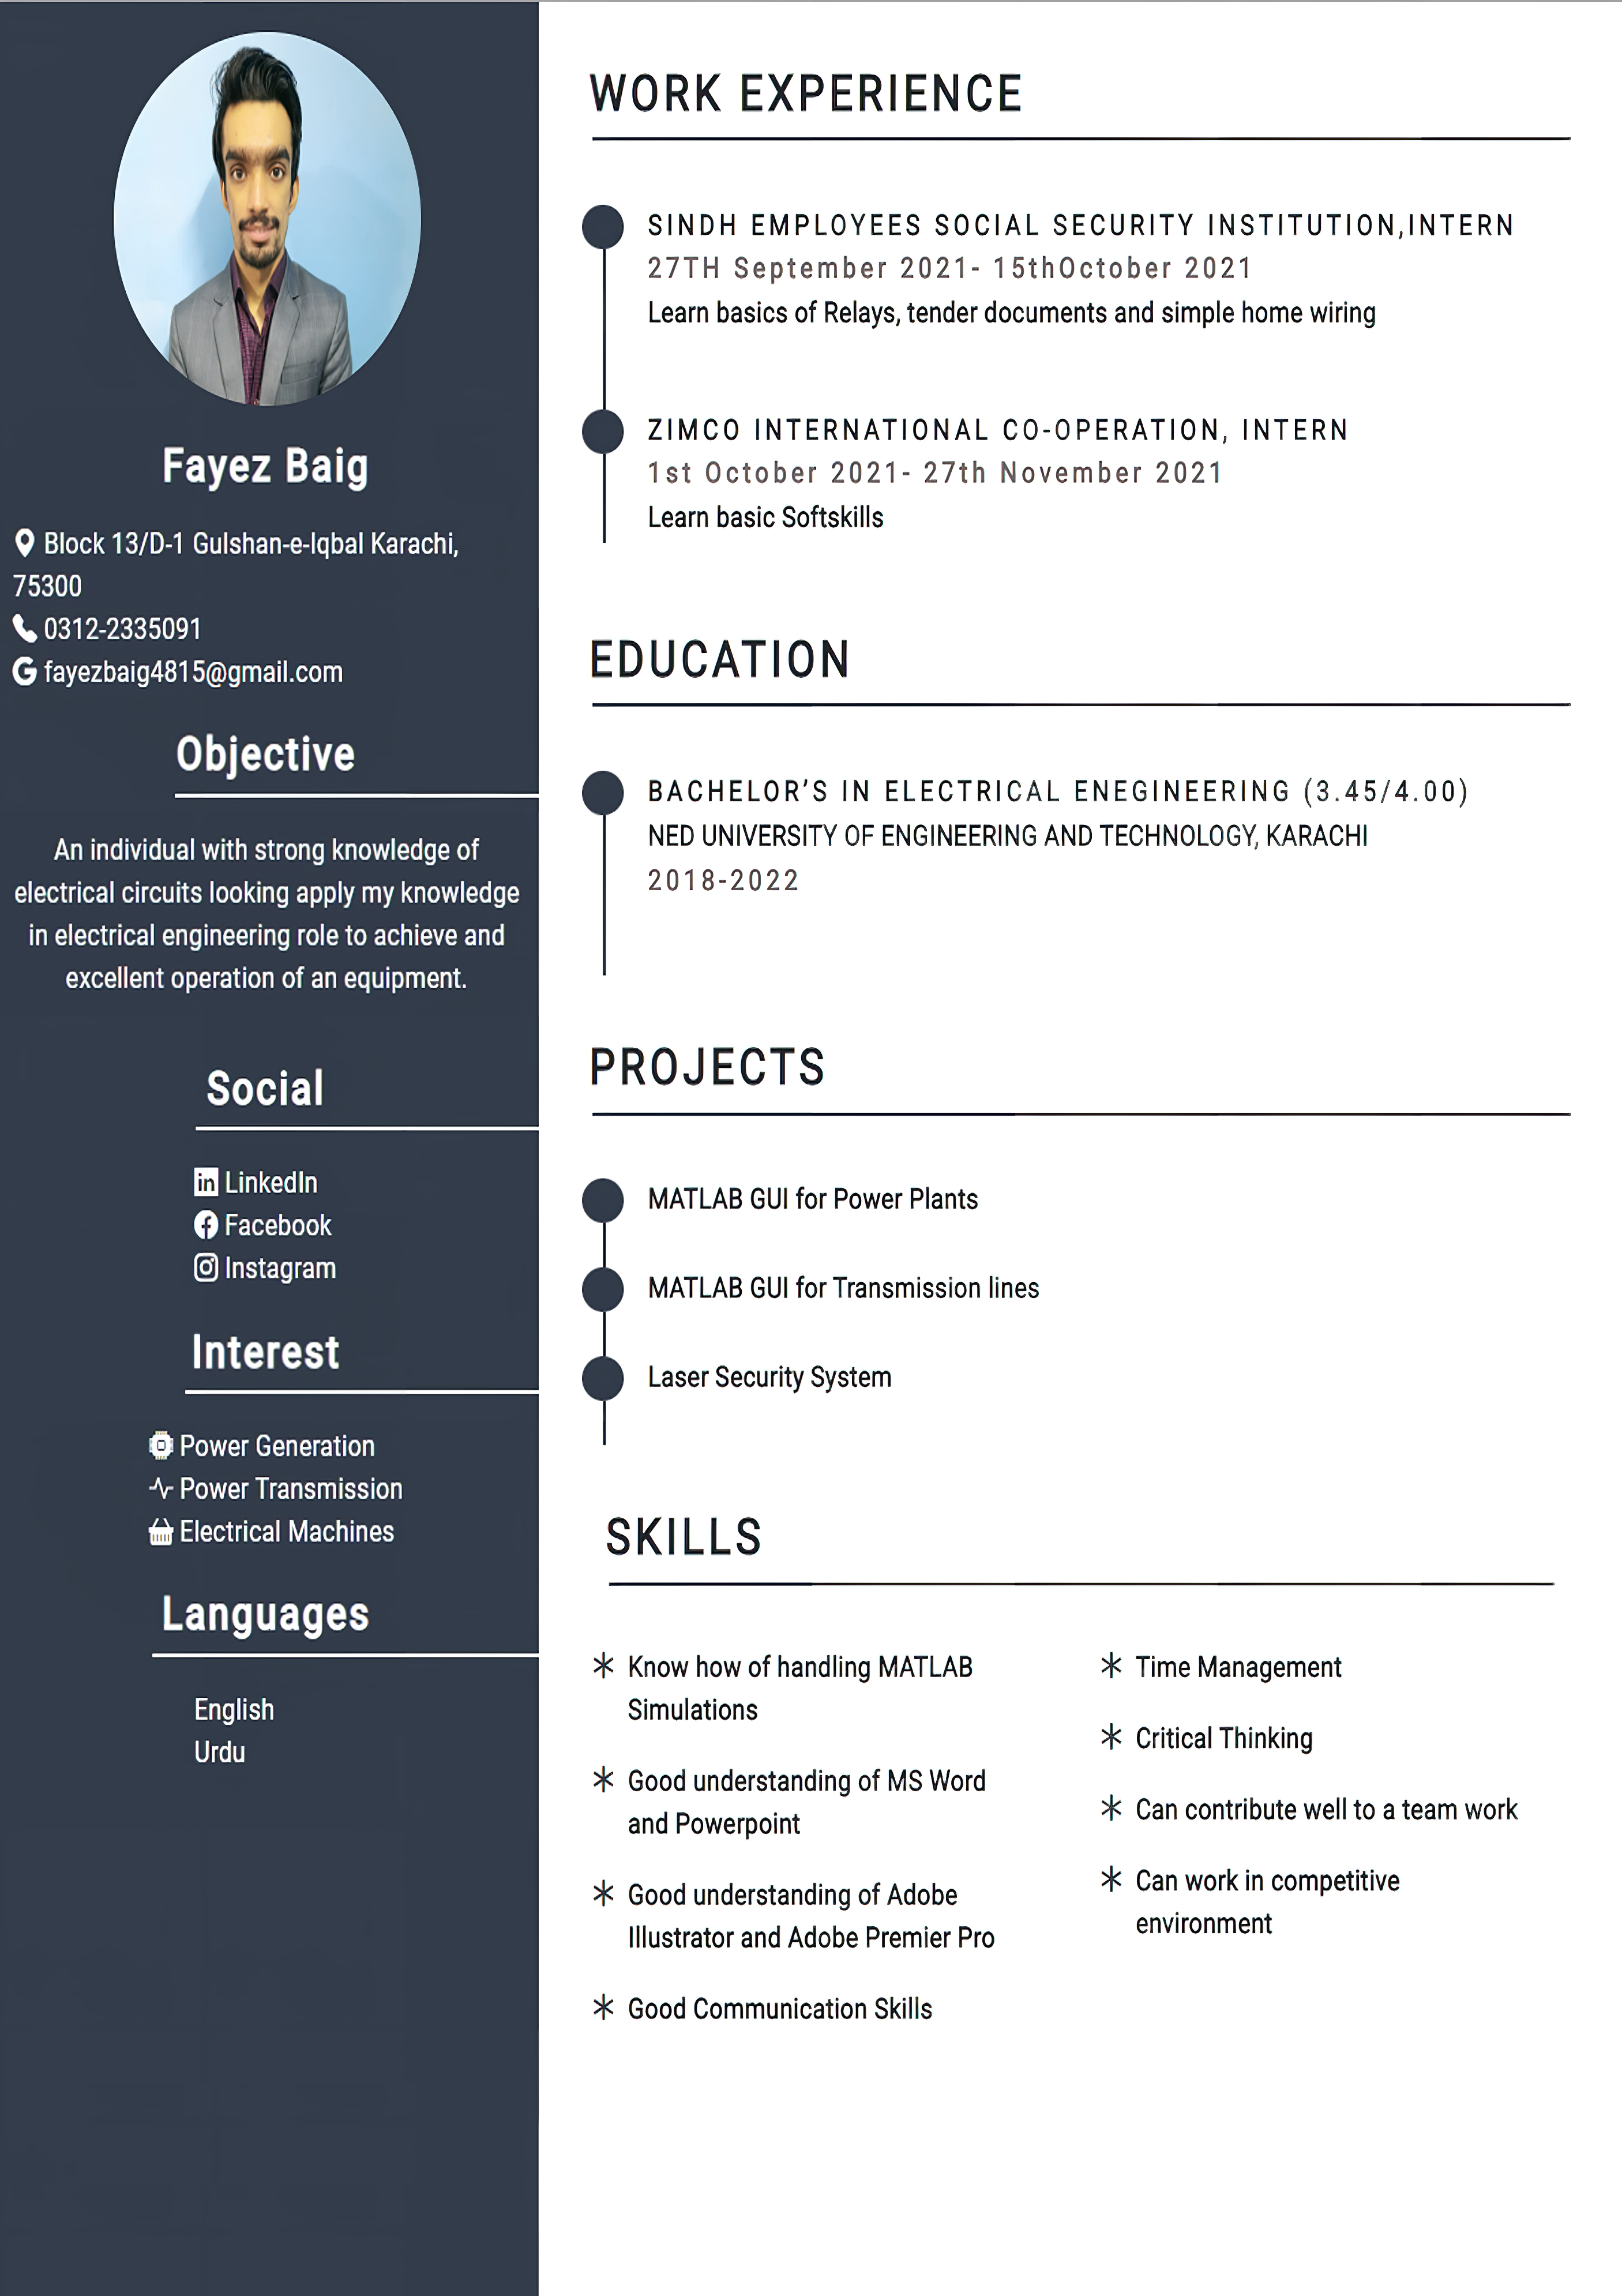 Fayez Baig
Block 13/D-1 Gulshan-e-Iqbal Karachi,
75300
0312-2335091
fayezbaig4815@gmail.com
Objective
An individual with strong knowledge of
electrical circuits looking apply my knowledge
in electrical engineering role to achieve and
excellent operation of an equipment.
Social
LinkedIn
Facebook
Instagram
Interest
Power Generation
Power Transmission
Electrical Machines
Languages
English
Urdu
WORK EXPERIENCE
SINDH EMPLOYEES SOCIAL SECURITY INSTITUTION,INTERN
27TH September 2021- 15thOctober 2021
Learn basics of Relays, tender documents and simple home wiring
ZIMCO INTERNATIONAL CO-OPERATION, INTERN
1st October 2021- 27th November 2021
Learn basic Softskills
EDUCATION
BACHELOR'S IN ELECTRICAL ENEGINEERING (3.45/4.00)
NED UNIVERSITY OF ENGINEERING AND TECHNOLOGY, KARACHI
2018-2022
PROJECTS
MATLAB GUI for Power Plants
MATLAB GUI for Transmission lines
Laser Security System
SKILLS
Know how of handling MATLAB
Simulations
Good understanding of MS Word
and Powerpoint
Good understanding of Adobe
Illustrator and Adobe Premier Pro
Good Communication Skills
Time Management
Critical Thinking
Can contribute well to a team work
Can work in competitive
environment